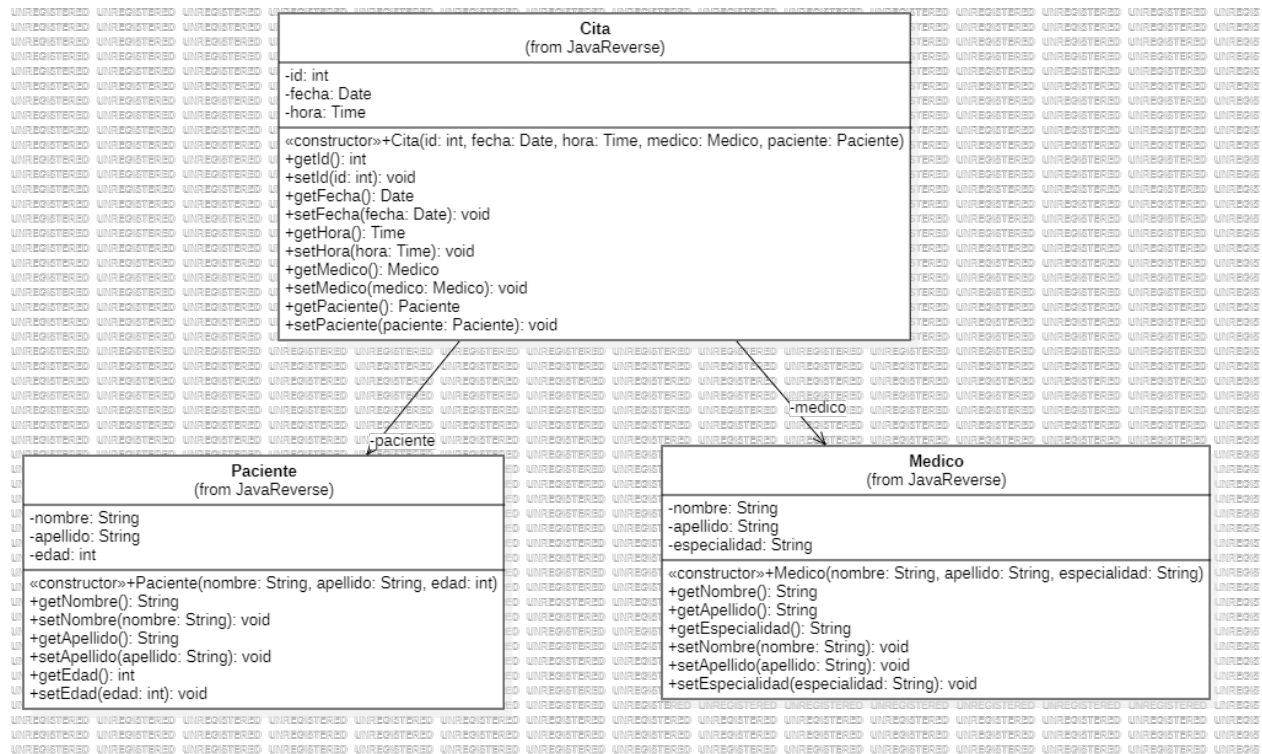 Cita
(from JavaReverse)
-id: int
-fecha: Date
-hora: Time
«constructor»+Cita(id: int, fecha: Date, hora: Time, medico: Medico, paciente: Paciente)
+getId(): int
+setId(id: int): void
+getFecha(): Date
+setFecha(fecha: Date): void
+getHora(): Time
+setHora(hora: Time): void
+getMedico(): Medico
+setMedico(medico: Medico): void
+getPaciente(): Paciente
+setPaciente(paciente: Paciente): void
-medico
-paciente
Paciente
(from JavaReverse)
-nombre: String
-apellido: String
-edad: int
«constructor»+Paciente(nombre: String, apellido: String, edad: int)
+getNombre(): String
+setNombre(nombre: String): void
+getApellido(): String
+setApellido(apellido: String): void
+getEdad(): int
+setEdad(edad: int): void
Medico
(from JavaReverse)
-nombre: String
-apellido: String
-especialidad: String
«constructor»+Medico(nombre: String, apellido: String, especialidad: String)
+getNombre(): String
+getApellido(): String
+getEspecialidad(): String
+setNombre(nombre: String): void
+setApellido(apellido: String): void
+setEspecialidad(especialidad: String): void
UNREGISTERED